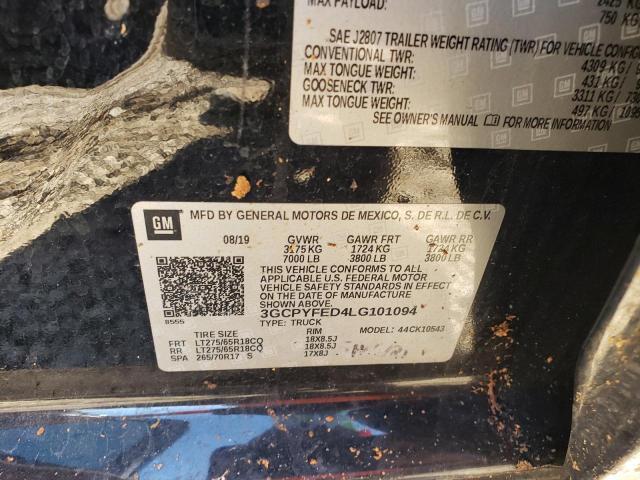 MAX PAYLOAD:
2425
750
SAE J2807 TRAILER WEIGHT RATING (TWR) FOR VEHICLE CONFIG
CONVENTIONAL TWR: 4309 KG /
MAX TONGUE WEIGHT: 431 KG /
GOOSENECK TWR: 3311 KG /
MAX TONGUE WEIGHT: 497 KG /
SEE OWNER'S MANUAL FOR MORE INFORMATION
GM
MFD BY GENERAL MOTORS DE MEXICO, S. DE R.L. DE C.V.
08/19 GVWR GAWR FRT GAWR RR
3175 KG 1724 KG 1724 KG
7000 LB 3800 LB 3800 LB
THIS VEHICLE CONFORMS TO ALL
APPLICABLE U.S. FEDERAL MOTOR
VEHICLE SAFETY STANDARDS IN EFFECT
ON THE DATE OF MANUFACTURE SHOWN ABOVE.
3GCPYFED4LG101094
8555
TYPE: TRUCK MODEL: 44CK10543
TIRE SIZE RIM
FRT LT275/65R18CQ 18X8.5J
RR LT275/65R18CQ 18X8.5J
SPA 265/70R17 S 17X8J